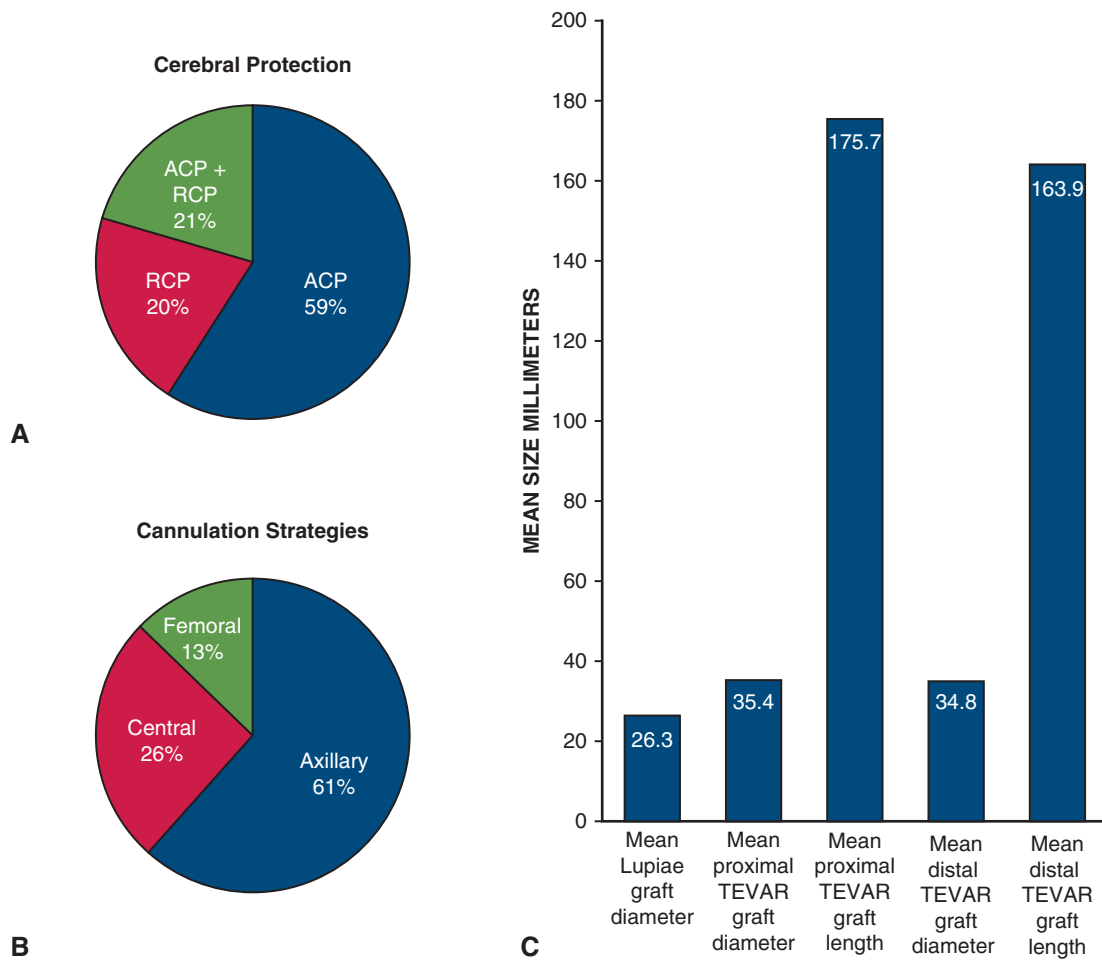 Cerebral Protection
ACP +
RCP
21%
RCP
20%
ACP
59%
A
Cannulation Strategies
Femoral
13%
Central
26%
Axillary
61%
B
MEAN SIZE MILLIMETERS
200
180
160
140
120
100
80
60
40
20
0
26.3
35.4
175.7
34.8
163.9
Mean
Lupiae
graft
diameter
Mean
proximal
TEVAR
graft
diameter
Mean
proximal
TEVAR
graft
length
Mean
distal
TEVAR
graft
diameter
Mean
distal
TEVAR
graft
length
C